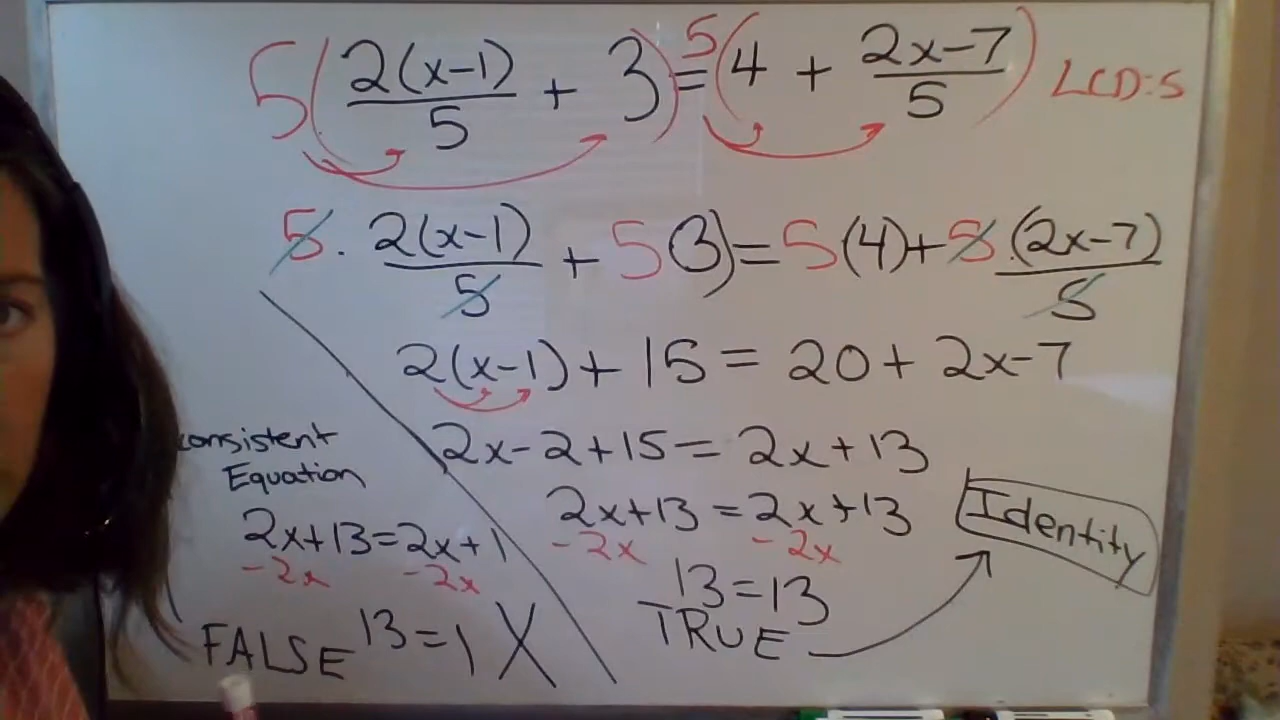 5(2(x-1)/5 + 3) = 5(4 + 2x-7/5) LCD:5
5 · 2(x-1)/5 + 5(3) = 5(4) + 5(2x-7)/5
2(x-1) + 15 = 20 + 2x-7
2x-2+15 = 2x+13
2x+13 = 2x+13
-2x -2x
13=13
TRUE
Identity
consistent
Equation
2x+13=2x+1
-2x -2x
13=1 X
FALSE